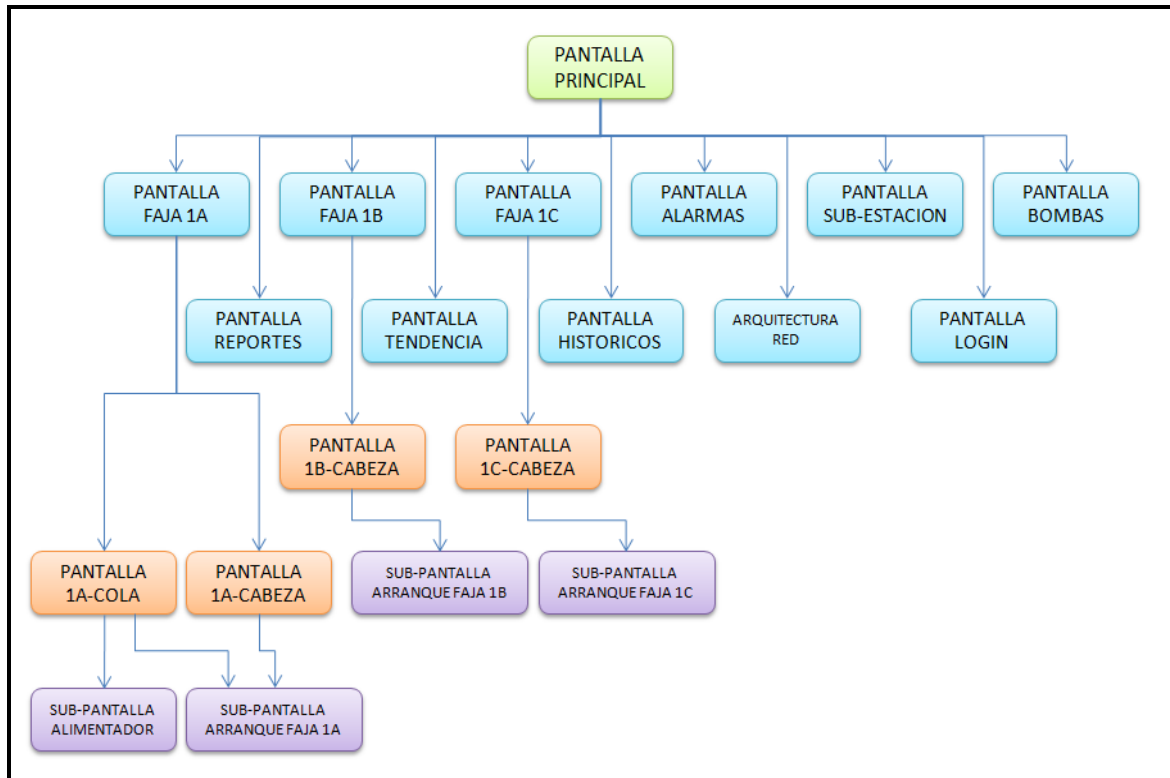 PANTALLA
PRINCIPAL
PANTALLA
FAJA 1A
PANTALLA
FAJA 1B
PANTALLA
FAJA 1C
PANTALLA
ALARMAS
PANTALLA
SUB-ESTACION
PANTALLA
BOMBAS
PANTALLA
REPORTES
PANTALLA
TENDENCIA
PANTALLA
HISTÓRICOS
ARQUITECTURA
RED
PANTALLA
LOGIN
PANTALLA
1B-CABEZA
PANTALLA
1C-CABEZA
PANTALLA
1A-COLA
PANTALLA
1A-CABEZA
SUB-PANTALLA
ARRANQUE FAJA 1B
SUB-PANTALLA
ARRANQUE FAJA 1C
SUB-PANTALLA
ALIMENTADOR
SUB-PANTALLA
ARRANQUE FAJA 1A